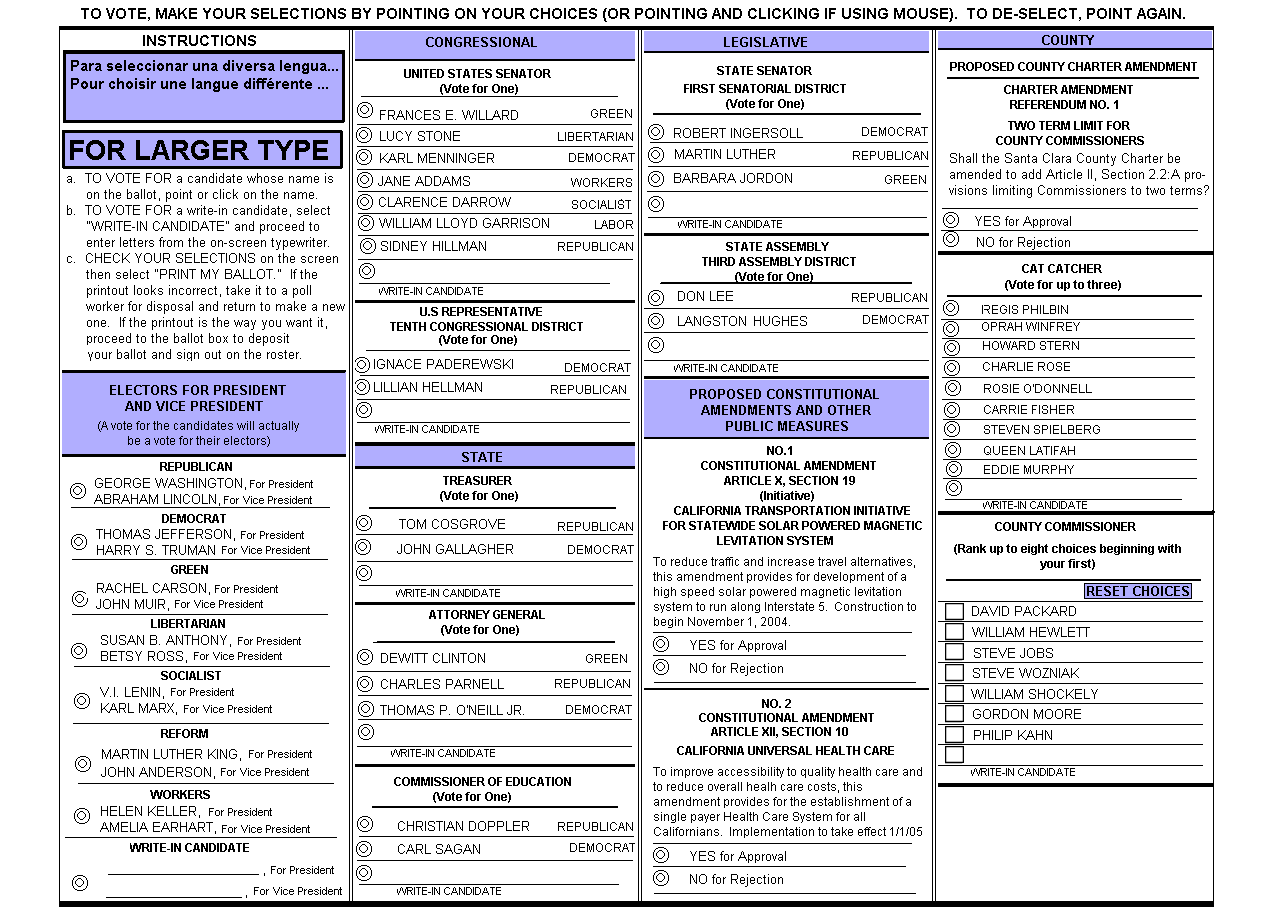 TO VOTE, MAKE YOUR SELECTIONS BY POINTING ON YOUR CHOICES (OR POINTING AND CLICKING IF USING MOUSE). TO DE-SELECT, POINT AGAIN.
INSTRUCTIONS
Para seleccionar una diversa lengua...
Pour choisir une langue différente ...
FOR LARGER TYPE
a. TO VOTE FOR a candidate whose name is
on the ballot, point or click on the name.
b. TO VOTE FOR a write-in candidate, select
"WRITE-IN CANDIDATE" and proceed to
enter letters from the on-screen typewriter.
c. CHECK YOUR SELECTIONS on the screen
then select "PRINT MY BALLOT." If the
printout looks incorrect, take it to a poll
worker for disposal and return to make a new
one. If the printout is the way you want it,
proceed to the ballot box to deposit
your ballot and sign out on the roster.
ELECTORS FOR PRESIDENT
AND VICE PRESIDENT
(A vote for the candidates will actually
be a vote for their electors)
REPUBLICAN
GEORGE WASHINGTON, For President
ABRAHAM LINCOLN, For Vice President
DEMOCRAT
THOMAS JEFFERSON, For President
HARRY S. TRUMAN For Vice President
GREEN
RACHEL CARSON, For President
JOHN MUIR, For Vice President
LIBERTARIAN
SUSAN B. ANTHONY, For President
BETSY ROSS, For Vice President
SOCIALIST
V.I. LENIN, For President
KARL MARX, For Vice President
REFORM
MARTIN LUTHER KING, For President
JOHN ANDERSON, For Vice President
WORKERS
HELEN KELLER, For President
AMELIA EARHART, For Vice President
WRITE-IN CANDIDATE
, For President
, For Vice President
CONGRESSIONAL
UNITED STATES SENATOR
(Vote for One)
FRANCES E. WILLARD GREEN
LUCY STONE LIBERTARIAN
KARL MENNINGER DEMOCRAT
JANE ADDAMS WORKERS
CLARENCE DARROW SOCIALIST
WILLIAM LLOYD GARRISON LABOR
SIDNEY HILLMAN REPUBLICAN
WRITE-IN CANDIDATE
U.S REPRESENTATIVE
TENTH CONGRESSIONAL DISTRICT
(Vote for One)
IGNACE PADEREWSKI DEMOCRAT
LILLIAN HELLMAN REPUBLICAN
WRITE-IN CANDIDATE
STATE
TREASURER
(Vote for One)
TOM COSGROVE REPUBLICAN
JOHN GALLAGHER DEMOCRAT
WRITE-IN CANDIDATE
ATTORNEY GENERAL
(Vote for One)
DEWITT CLINTON GREEN
CHARLES PARNELL REPUBLICAN
THOMAS P. O'NEILL JR. DEMOCRAT
WRITE-IN CANDIDATE
COMMISSIONER OF EDUCATION
(Vote for One)
CHRISTIAN DOPPLER REPUBLICAN
CARL SAGAN DEMOCRAT
WRITE-IN CANDIDATE
LEGISLATIVE
STATE SENATOR
FIRST SENATORIAL DISTRICT
(Vote for One)
ROBERT INGERSOLL DEMOCRAT
MARTIN LUTHER REPUBLICAN
BARBARA JORDON GREEN
WRITE-IN CANDIDATE
STATE ASSEMBLY
THIRD ASSEMBLY DISTRICT
(Vote for One)
DON LEE REPUBLICAN
LANGSTON HUGHES DEMOCRAT
WRITE-IN CANDIDATE
PROPOSED CONSTITUTIONAL
AMENDMENTS AND OTHER
PUBLIC MEASURES
NO.1
CONSTITUTIONAL AMENDMENT
ARTICLE X, SECTION 19
(Initiative)
CALIFORNIA TRANSPORTATION INITIATIVE
FOR STATEWIDE SOLAR POWERED MAGNETIC
LEVITATION SYSTEM
To reduce traffic and increase travel alternatives,
this amendment provides for development of a
high speed solar powered magnetic levitation
system to run along Interstate 5. Construction to
begin November 1, 2004.
YES for Approval
NO for Rejection
NO. 2
CONSTITUTIONAL AMENDMENT
ARTICLE XII, SECTION 10
CALIFORNIA UNIVERSAL HEALTH CARE
To improve accessibility to quality health care and
to reduce overall healh care costs, this
amendment provides for the establishment of a
single payer Health Care System for all
Californians. Implementation to take effect 1/1/05
YES for Approval
NO for Rejection
COUNTY
PROPOSED COUNTY CHARTER AMENDMENT
CHARTER AMENDMENT
REFERENDUM NO. 1
TWO TERM LIMIT FOR
COUNTY COMMISSIONERS
Shall the Santa Clara County Charter be
amended to add Article II, Section 2.2:A pro-
visions limiting Commissioners to two terms?
YES for Approval
NO for Rejection
CAT CATCHER
(Vote for up to three)
REGIS PHILBIN
OPRAH WINFREY
HOWARD STERN
CHARLIE ROSE
ROSIE O'DONNELL
CARRIE FISHER
STEVEN SPIELBERG
QUEEN LATIFAH
EDDIE MURPHY
WRITE-IN CANDIDATE
COUNTY COMMISSIONER
(Rank up to eight choices beginning with
your first)
RESET CHOICES
DAVID PACKARD
WILLIAM HEWLETT
STEVE JOBS
STEVE WOZNIAK
WILLIAM SHOCKELY
GORDON MOORE
PHILIP KAHN
WRITE-IN CANDIDATE